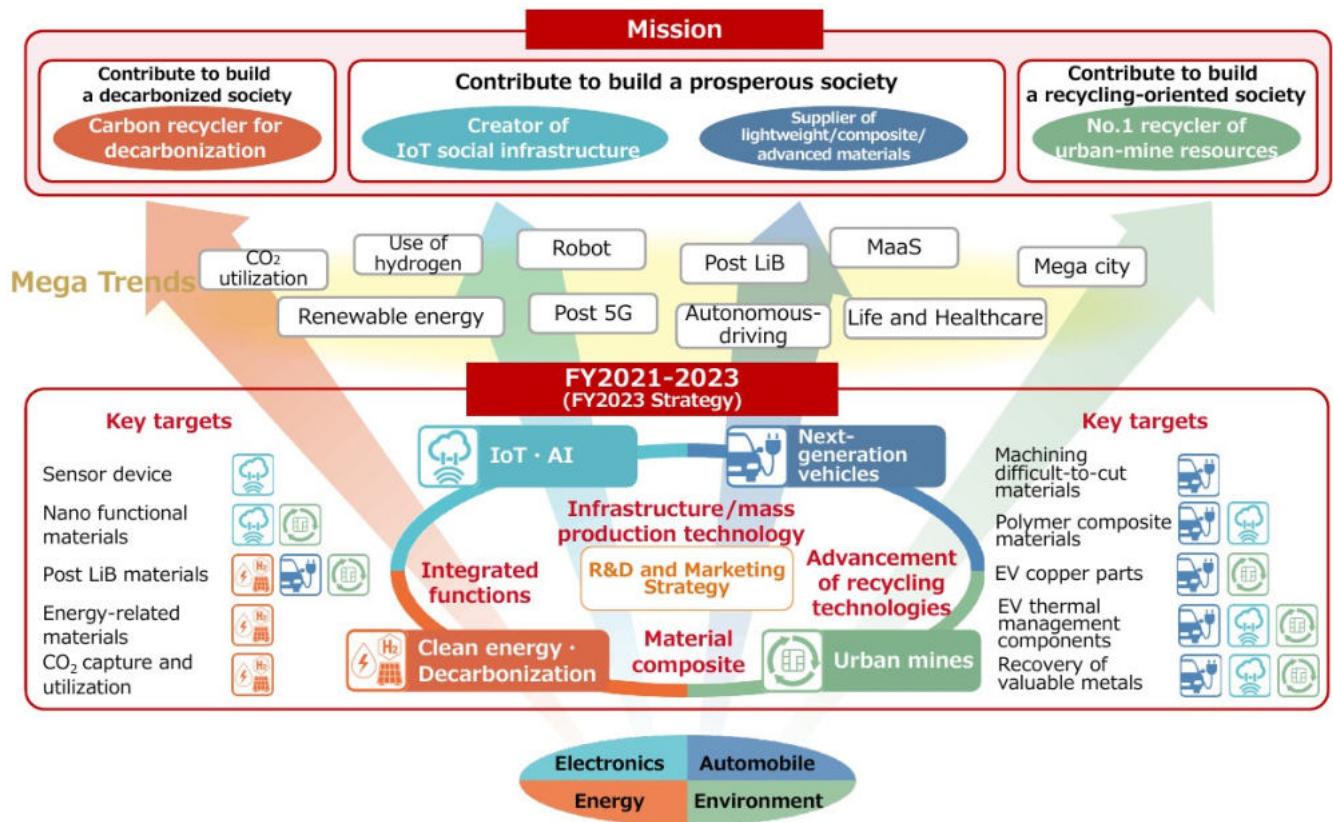 Mission
Contribute to build
a decarbonized society
Carbon recycler for
decarbonization
Contribute to build a prosperous society
Creator of
IoT social infrastructure
Supplier of
lightweight/composite/
advanced materials
Contribute to build
a recycling-oriented society
No.1 recycler of
urban-mine resources
Mega Trends
CO₂
utilization
Use of
hydrogen
Robot
Post LiB
MaaS
Mega city
Renewable energy
Post 5G
Autonomous-
driving
Life and Healthcare
FY2021-2023
(FY2023 Strategy)
Key targets
Sensor device
Nano functional
materials
Post LiB materials
H₂
Energy-related
materials
H₂
CO₂ capture and
utilization
H₂
IoT · AI
Next-
generation
vehicles
Infrastructure/mass
production technology
Integrated
functions
R&D and Marketing
Strategy
Advancement
of recycling
technologies
Material
composite
H₂
Clean energy ·
Decarbonization
Urban mines
Key targets
Machining
difficult-to-cut
materials
Polymer composite
materials
EV copper parts
EV thermal
management
components
Recovery of
valuable metals
Electronics
Automobile
Energy
Environment